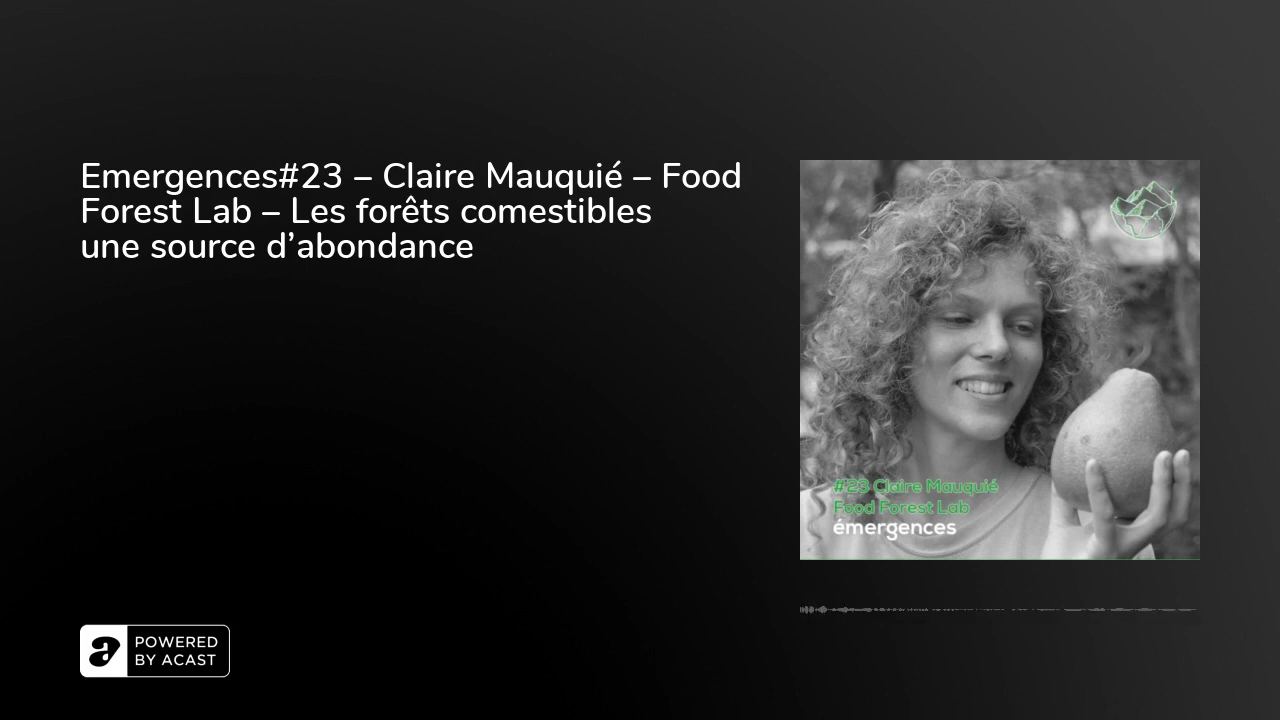 Emergences#23 – Claire Mauquié – Food
Forest Lab – Les forêts comestibles
une source d’abondance
#23 Claire Mauquié
Food Forest Lab
émergences
a
POWERED
BY ACAST